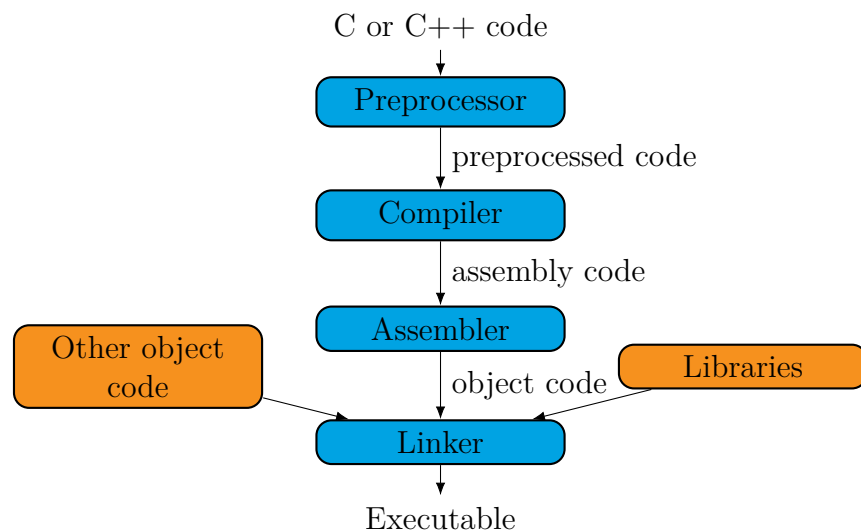 C or C++ code
Preprocessor
preprocessed code
Compiler
assembly code
Assembler
Other object
code
object code
Libraries
Linker
Executable